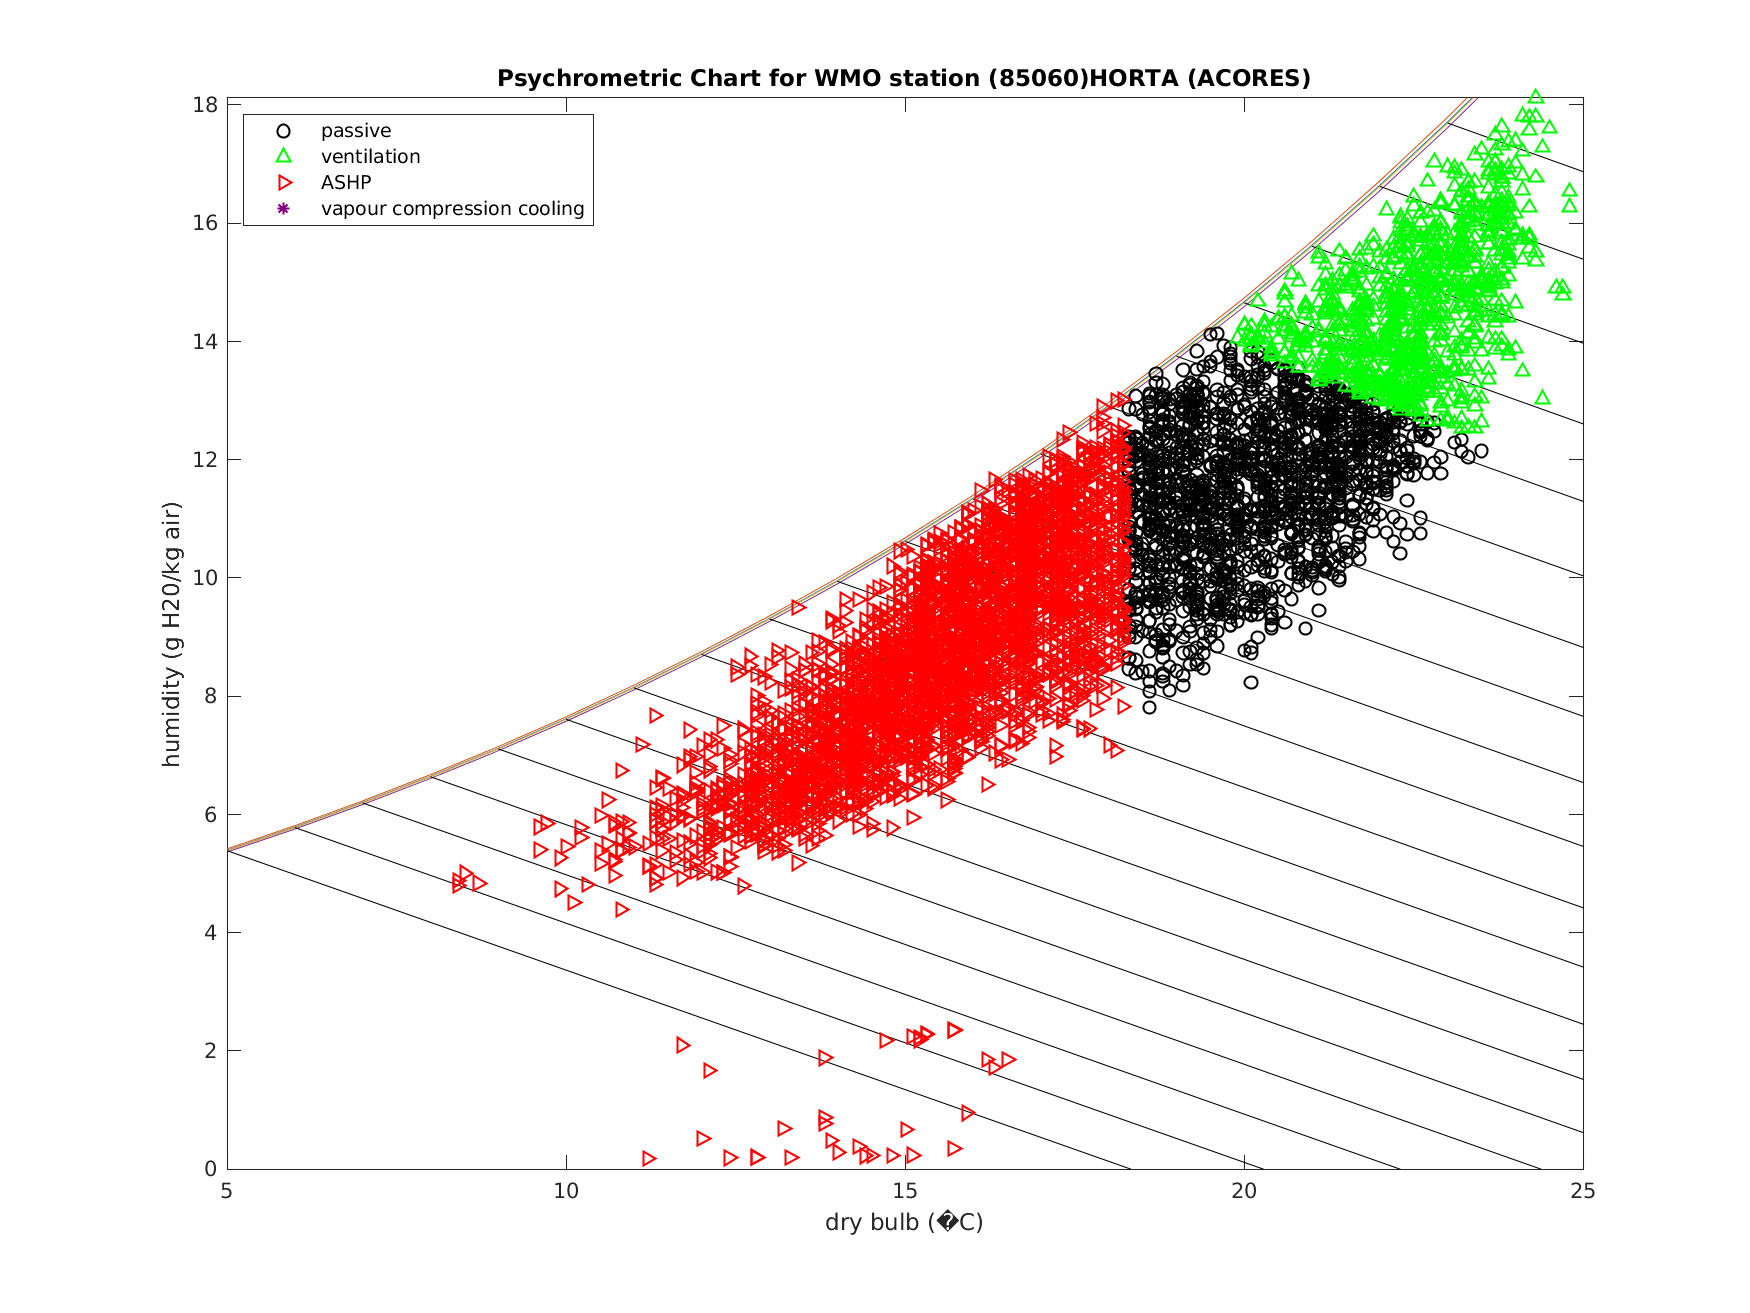 Psychrometric Chart for WMO station (85060)HORTA (ACORES)
passive
ventilation
ASHP
vapour compression cooling
humidity (g H20/kg air)
18
16
14
12
10
8
6
4
2
0
5
10
15
20
25
dry bulb (�C)